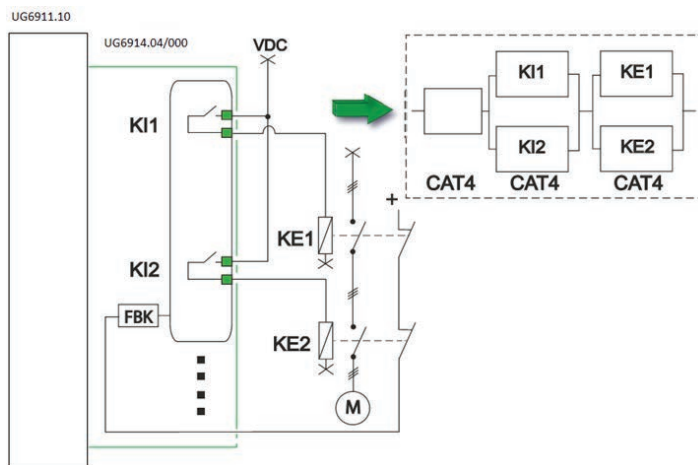 UG6911.10
UG6914.04/000
VDC
KI1
KI2
FBK
KE1
KE2
M
+
KI1
KE1
KI2
KE2
CAT4
CAT4
CAT4